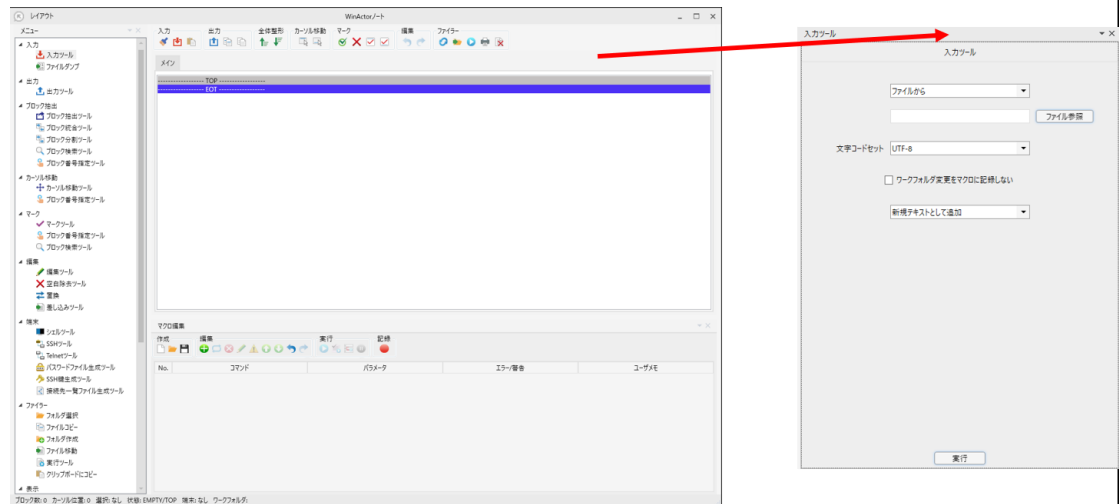 レイアウト
WinActorノート
メニュー
入力
入力ツール
ファイルダンプ
出力
出力ツール
ブロック抽出
ブロック抽出ツール
ブロック統合ツール
ブロック分割ツール
ブロック検索ツール
ブロック番号指定ツール
カーソル移動
カーソル移動ツール
ブロック番号指定ツール
マーク
マークツール
ブロック番号指定ツール
ブロック検索ツール
編集
編集ツール
空白除去ツール
置換
差し込みツール
端末
シェルツール
SSHツール
Telnetツール
パスワードファイル生成ツール
SSH鍵生成ツール
接続先一覧ファイル生成ツール
ファイラー
フォルダ選択
ファイルコピー
フォルダ作成
ファイル移動
実行ツール
クリップボードにコピー
表示
入力 出力 全体整形 カーソル移動 マーク 編集 ファイラー
メイン
------------------ TOP ------------------
------------------ EOT ------------------
マクロ編集
作成 編集 実行 記録
No. コマンド パラメータ エラー/警告 ユーザメモ
ブロック数: 0 カーソル位置: 0 選択: なし 状態: EMPTY/TOP 端末: なし ワークフォルダ:
入力ツール
入力ツール
ファイルから
ファイル参照
文字コードセット UTF-8
ワークフォルダ変更をマクロに記録しない
新規テキストとして追加
実行